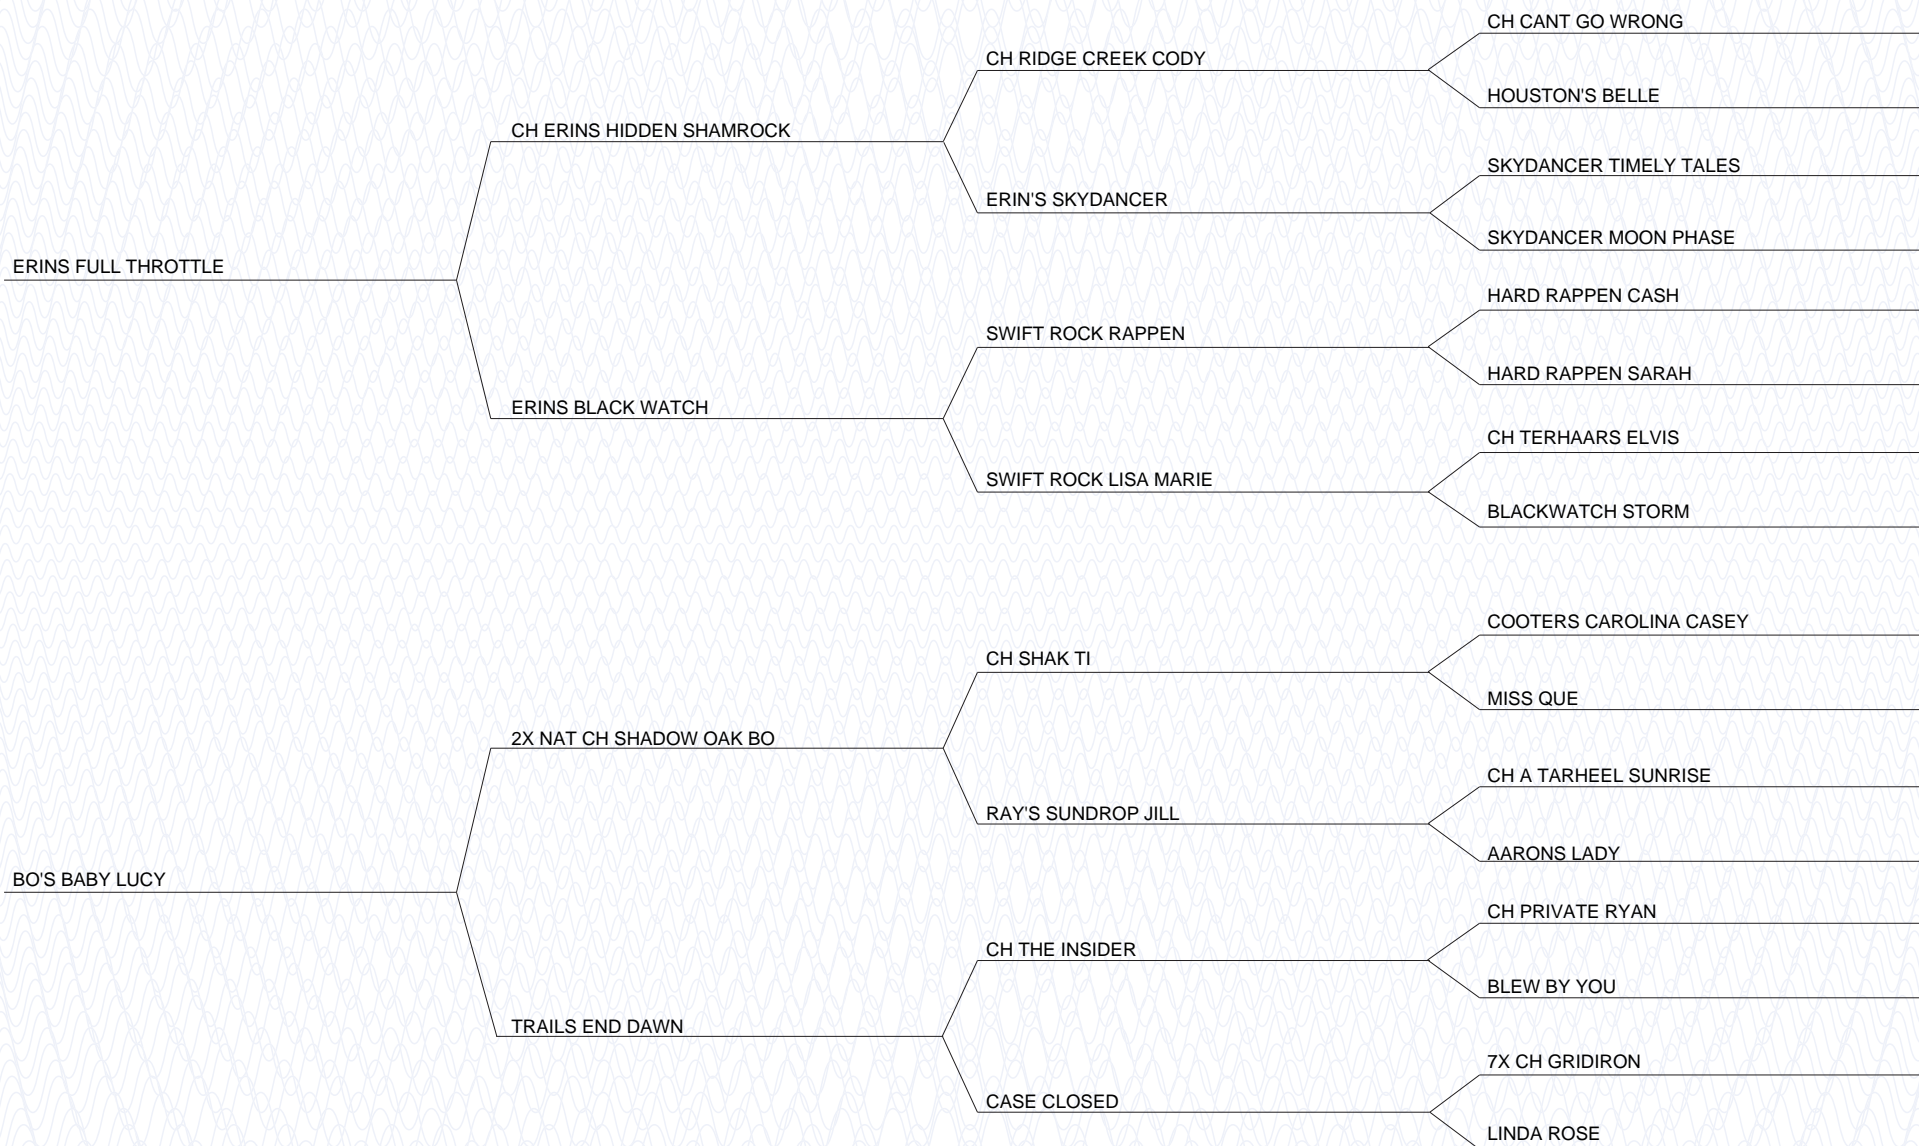 CH CANT GO WRONG
CH RIDGE CREEK CODY
HOUSTON'S BELLE
CH ERINS HIDDEN SHAMROCK
SKYDANCER TIMELY TALES
ERIN'S SKYDANCER
SKYDANCER MOON PHASE
ERINS FULL THROTTLE
HARD RAPPEN CASH
SWIFT ROCK RAPPEN
HARD RAPPEN SARAH
ERINS BLACK WATCH
CH TERHAARS ELVIS
SWIFT ROCK LISA MARIE
BLACKWATCH STORM
COOTERS CAROLINA CASEY
CH SHAK TI
MISS QUE
2X NAT CH SHADOW OAK BO
CH A TARHEEL SUNRISE
RAY'S SUNDROP JILL
AARONS LADY
BO'S BABY LUCY
CH PRIVATE RYAN
CH THE INSIDER
BLEW BY YOU
TRAILS END DAWN
7X CH GRIDIRON
CASE CLOSED
LINDA ROSE